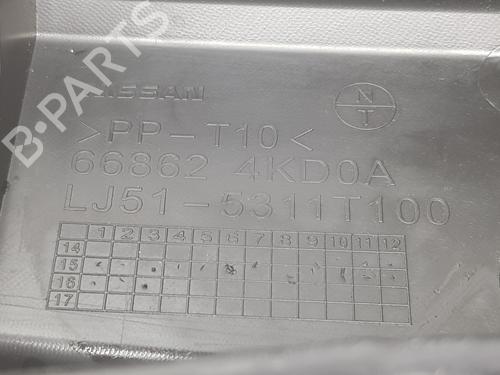 NISSAN
N
T
>PP-T10<
66862 4KD0A
LJ51-5311T100
1 2 3 4 5 6 7 8 9 10 11 12
14
15
16
17
B-PARTS